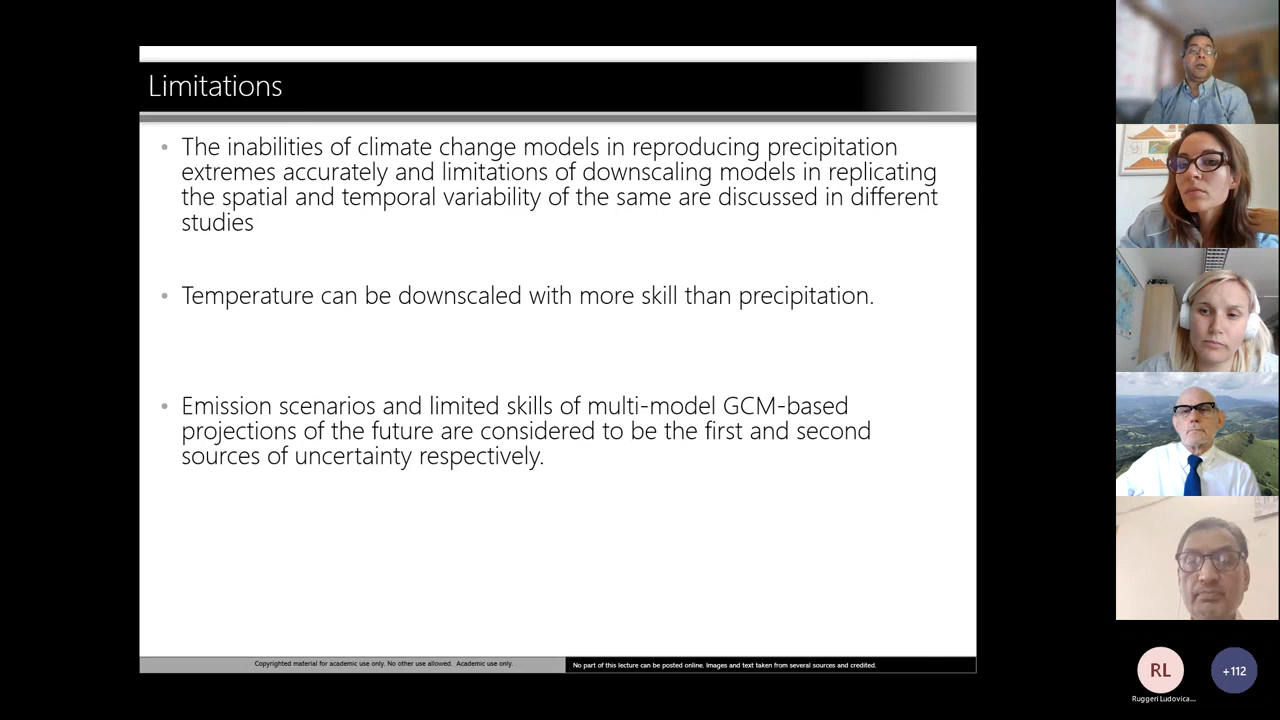 Limitations
• The inabilities of climate change models in reproducing precipitation
extremes accurately and limitations of downscaling models in replicating
the spatial and temporal variability of the same are discussed in different
studies
• Temperature can be downscaled with more skill than precipitation.
• Emission scenarios and limited skills of multi-model GCM-based
projections of the future are considered to be the first and second
sources of uncertainty respectively.
Copyrighted material for academic use only. No other use allowed. Academic use only.
No part of this lecture can be posted online. Images and text taken from several sources and credited.
RL
+112
Ruggeri Ludovica...